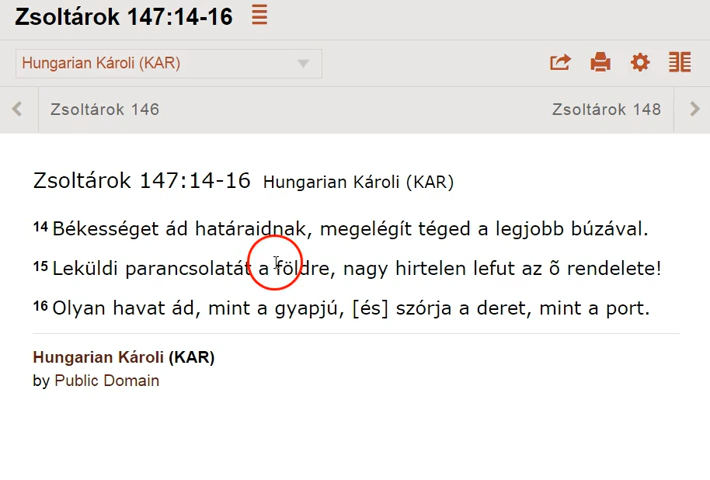 Zsoltárok 147:14-16
Hungarian Károli (KAR)
Zsoltárok 146
Zsoltárok 148
Zsoltárok 147:14-16 Hungarian Károli (KAR)
14 Békességet ád határaidnak, megelégít téged a legjobb búzával.
15 Leküldi parancsolatát a földre, nagy hirtelen lefut az õ rendelete!
16 Olyan havat ád, mint a gyapjú, [és] szórja a deret, mint a port.
Hungarian Károli (KAR)
by Public Domain